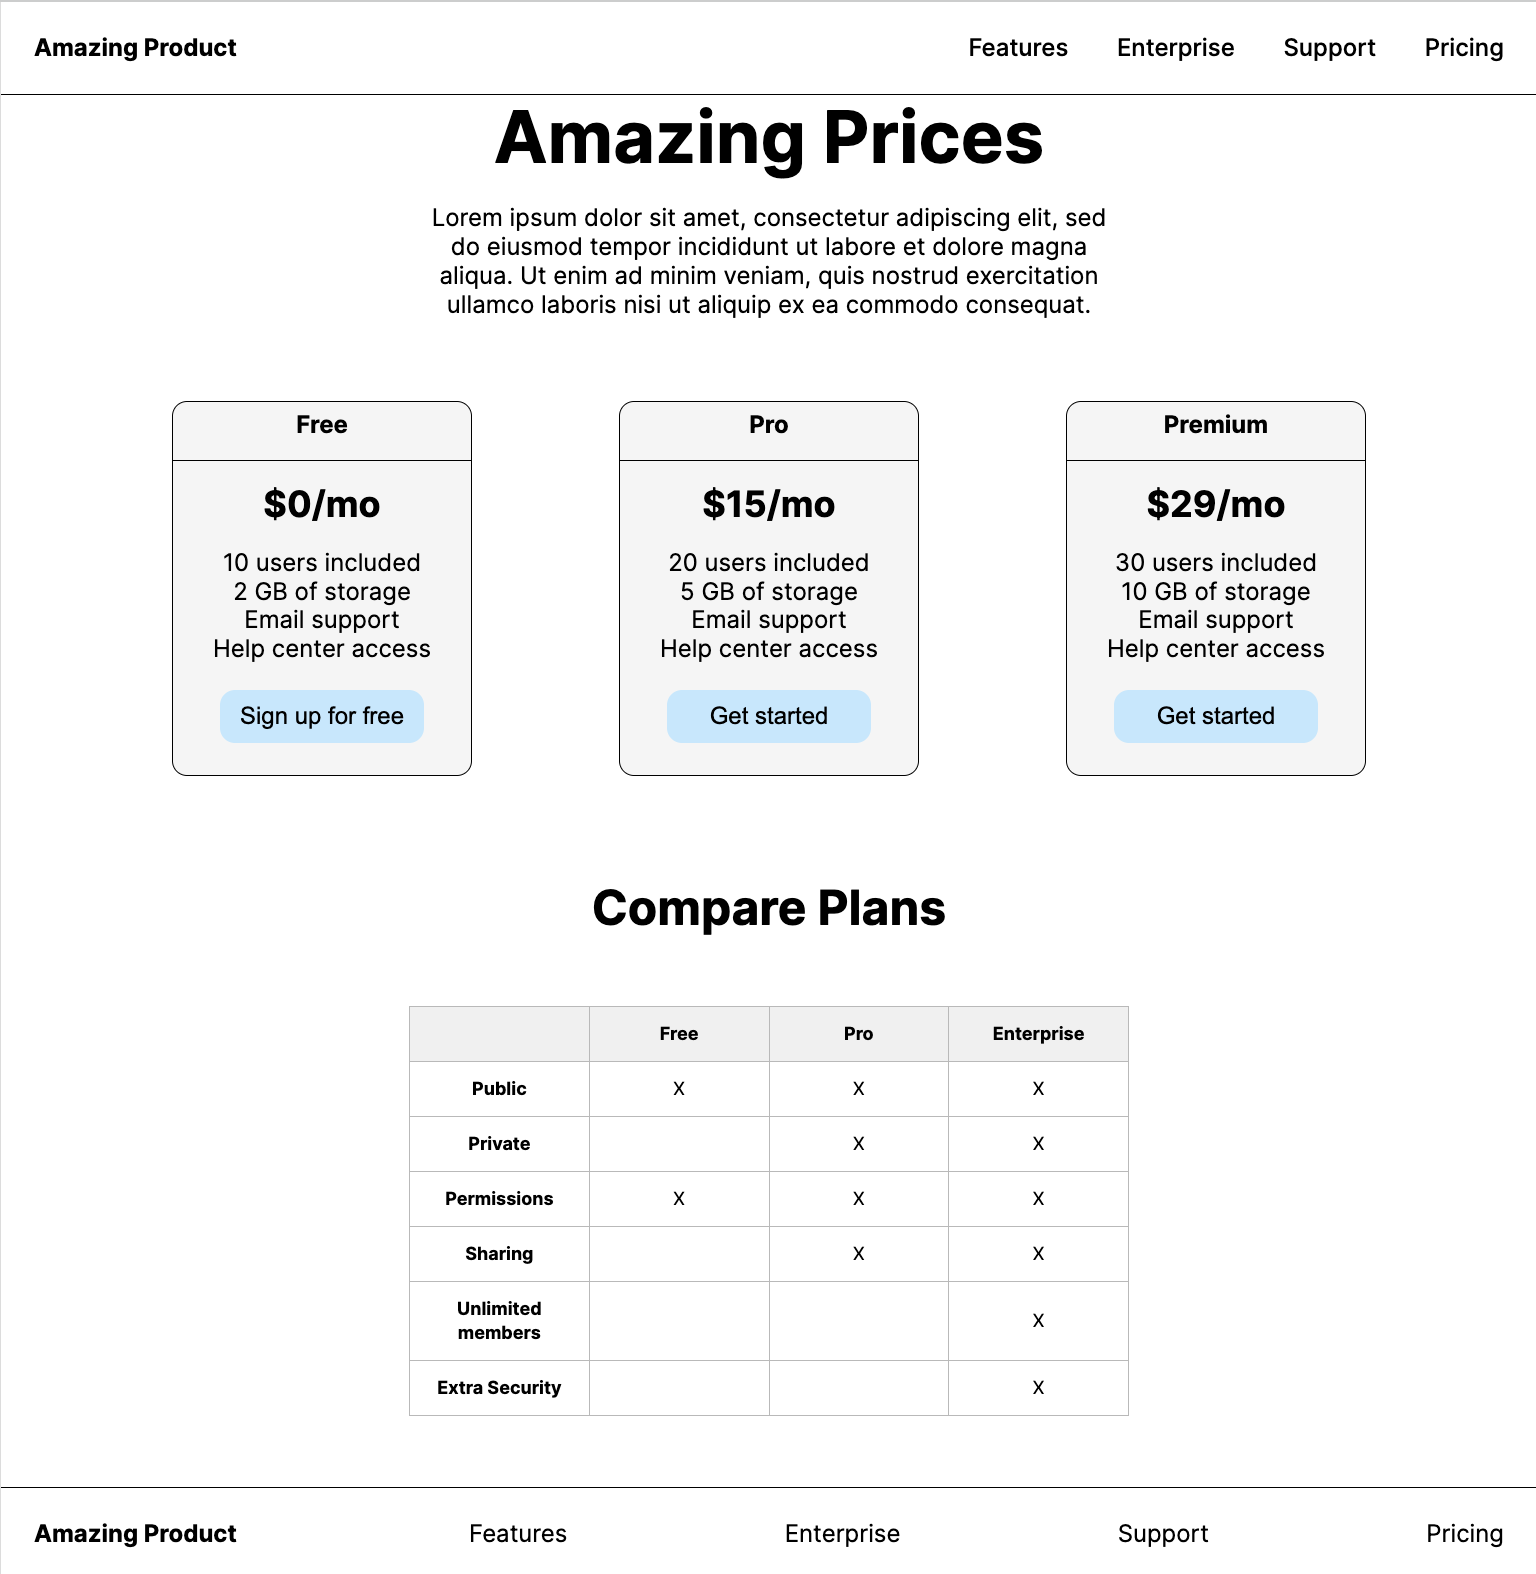 Amazing Product Features Enterprise Support Pricing
Amazing Prices
Lorem ipsum dolor sit amet, consectetur adipiscing elit, sed
do eiusmod tempor incididunt ut labore et dolore magna
aliqua. Ut enim ad minim veniam, quis nostrud exercitation
ullamco laboris nisi ut aliquip ex ea commodo consequat.
Free
$0/mo
10 users included
2 GB of storage
Email support
Help center access
Sign up for free
Pro
$15/mo
20 users included
5 GB of storage
Email support
Help center access
Get started
Premium
$29/mo
30 users included
10 GB of storage
Email support
Help center access
Get started
Compare Plans
Free Pro Enterprise
Public X X X
Private X X
Permissions X X X
Sharing X X
Unlimited
members X
Extra Security X
Amazing Product Features Enterprise Support Pricing